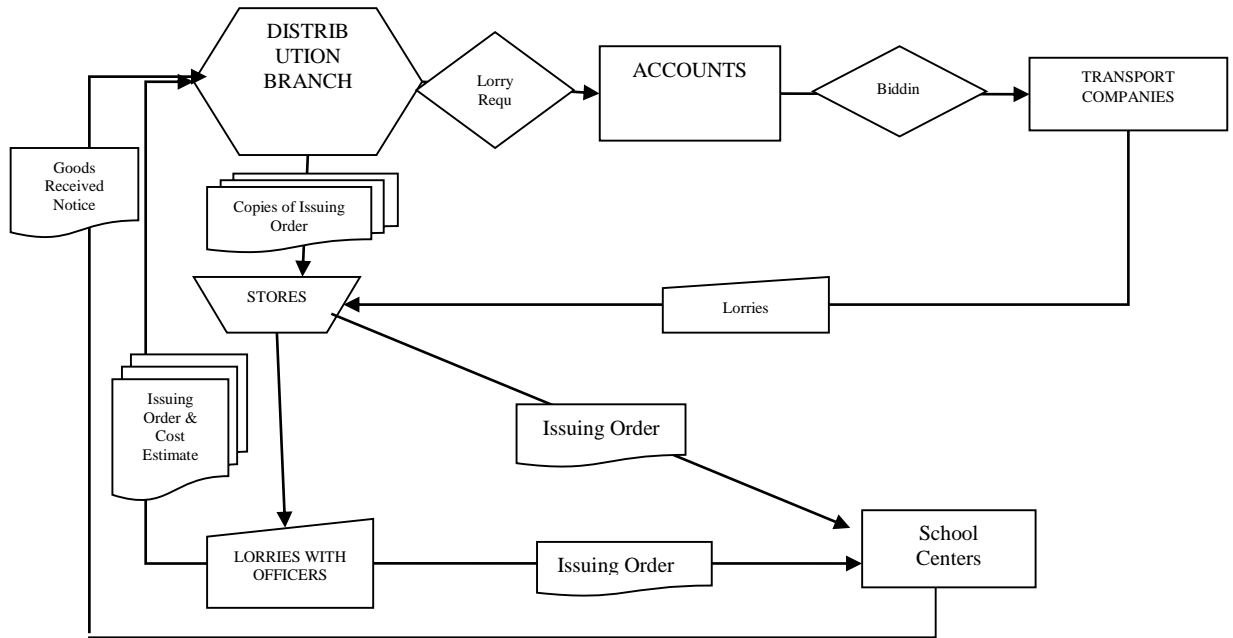 DISTRIB
UTION
BRANCH
Lorry
Requ
ACCOUNTS
Biddin
TRANSPORT
COMPANIES
Goods
Received
Notice
Copies of Issuing
Order
STORES
Lorries
Issuing
Order &
Cost
Estimate
Issuing Order
LORRIES WITH
OFFICERS
Issuing Order
School
Centers